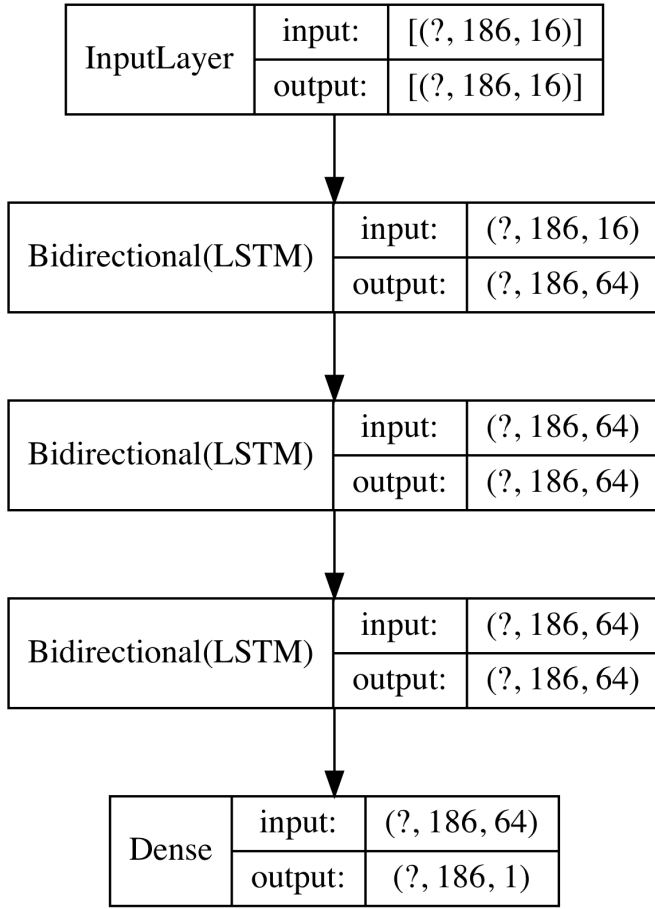 InputLayer
input: [(?, 186, 16)]
output: [(?, 186, 16)]
Bidirectional(LSTM)
input: (?, 186, 16)
output: (?, 186, 64)
Bidirectional(LSTM)
input: (?, 186, 64)
output: (?, 186, 64)
Bidirectional(LSTM)
input: (?, 186, 64)
output: (?, 186, 64)
Dense
input: (?, 186, 64)
output: (?, 186, 1)